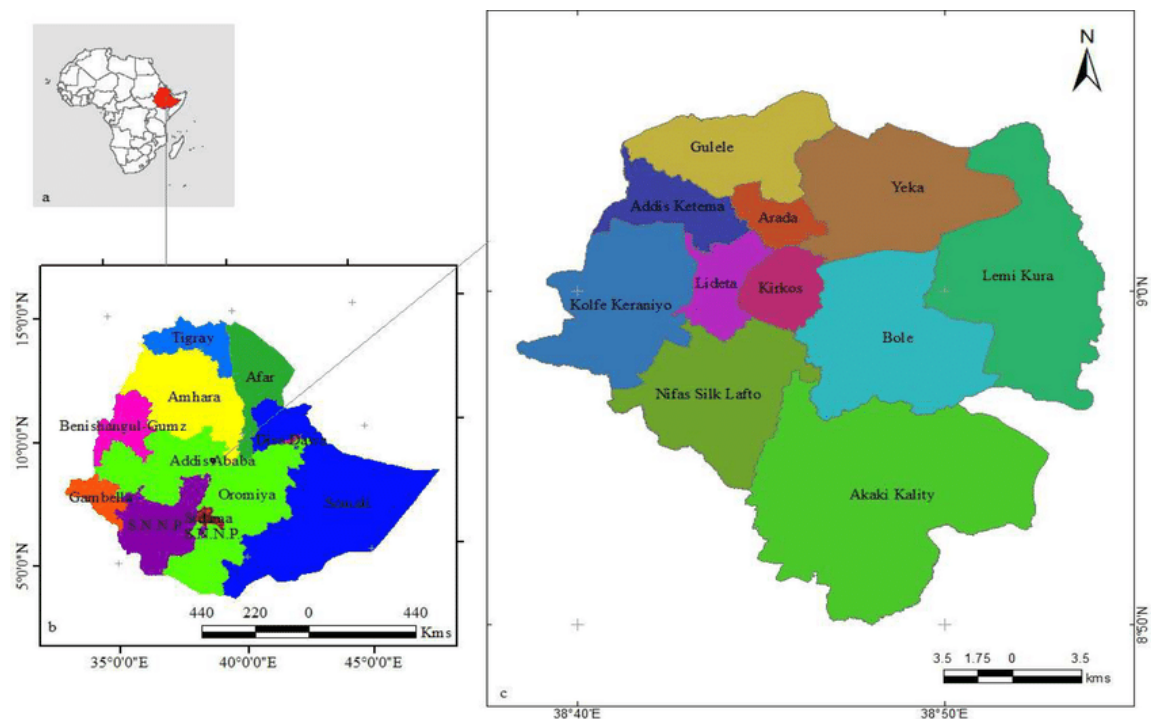 a
N
Gulele
Yeka
Addis Ketema
Arada
Lideta
Kirkos
Lemi Kura
Kolfe Keraniyo
Bole
Nifas Silk Lafto
Akaki Kality
9°0'N
8°50'N
3.5 1.75 0 3.5
kms
c
38°40'E
38°50'E
15°0'0"N
10°0'0"N
5°0'0"N
Tigray
Afar
Amhara
Benishangul-Gumz
Dire Dawa
Addis Ababa
Gambella
Oromiya
Somali
S.N.N.P
Sidama
S.N.N.P.
440 220 0 440
Kms
b
35°0'0"E
40°0'0"E
45°0'0"E